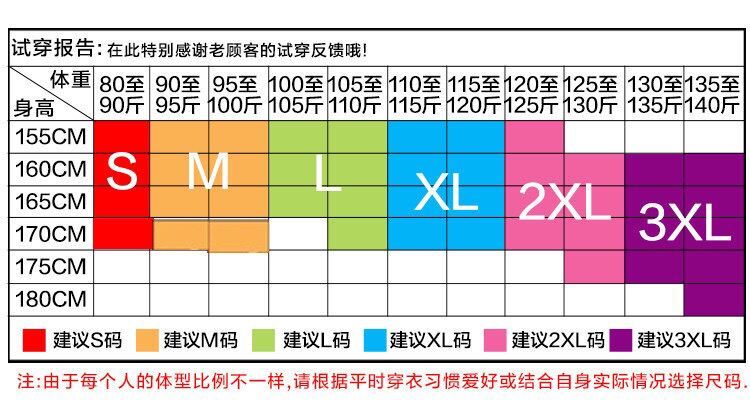 试穿报告: 在此特别感谢老顾客的试穿反馈哦!
体重 80至 90至 95至 100至 105至 110至 115至 120至 125至 130至 135至
身高 90斤 95斤 100斤 105斤 110斤 115斤 120斤 125斤 130斤 135斤 140斤
155CM
160CM
S M L XL 2XL 3XL
165CM
170CM
175CM
180CM
建议S码 建议M码 建议L码 建议XL码 建议2XL码 建议3XL码
注:由于每个人的体型比例不一样,请根据平时穿衣习惯爱好或结合自身实际情况选择尺码.